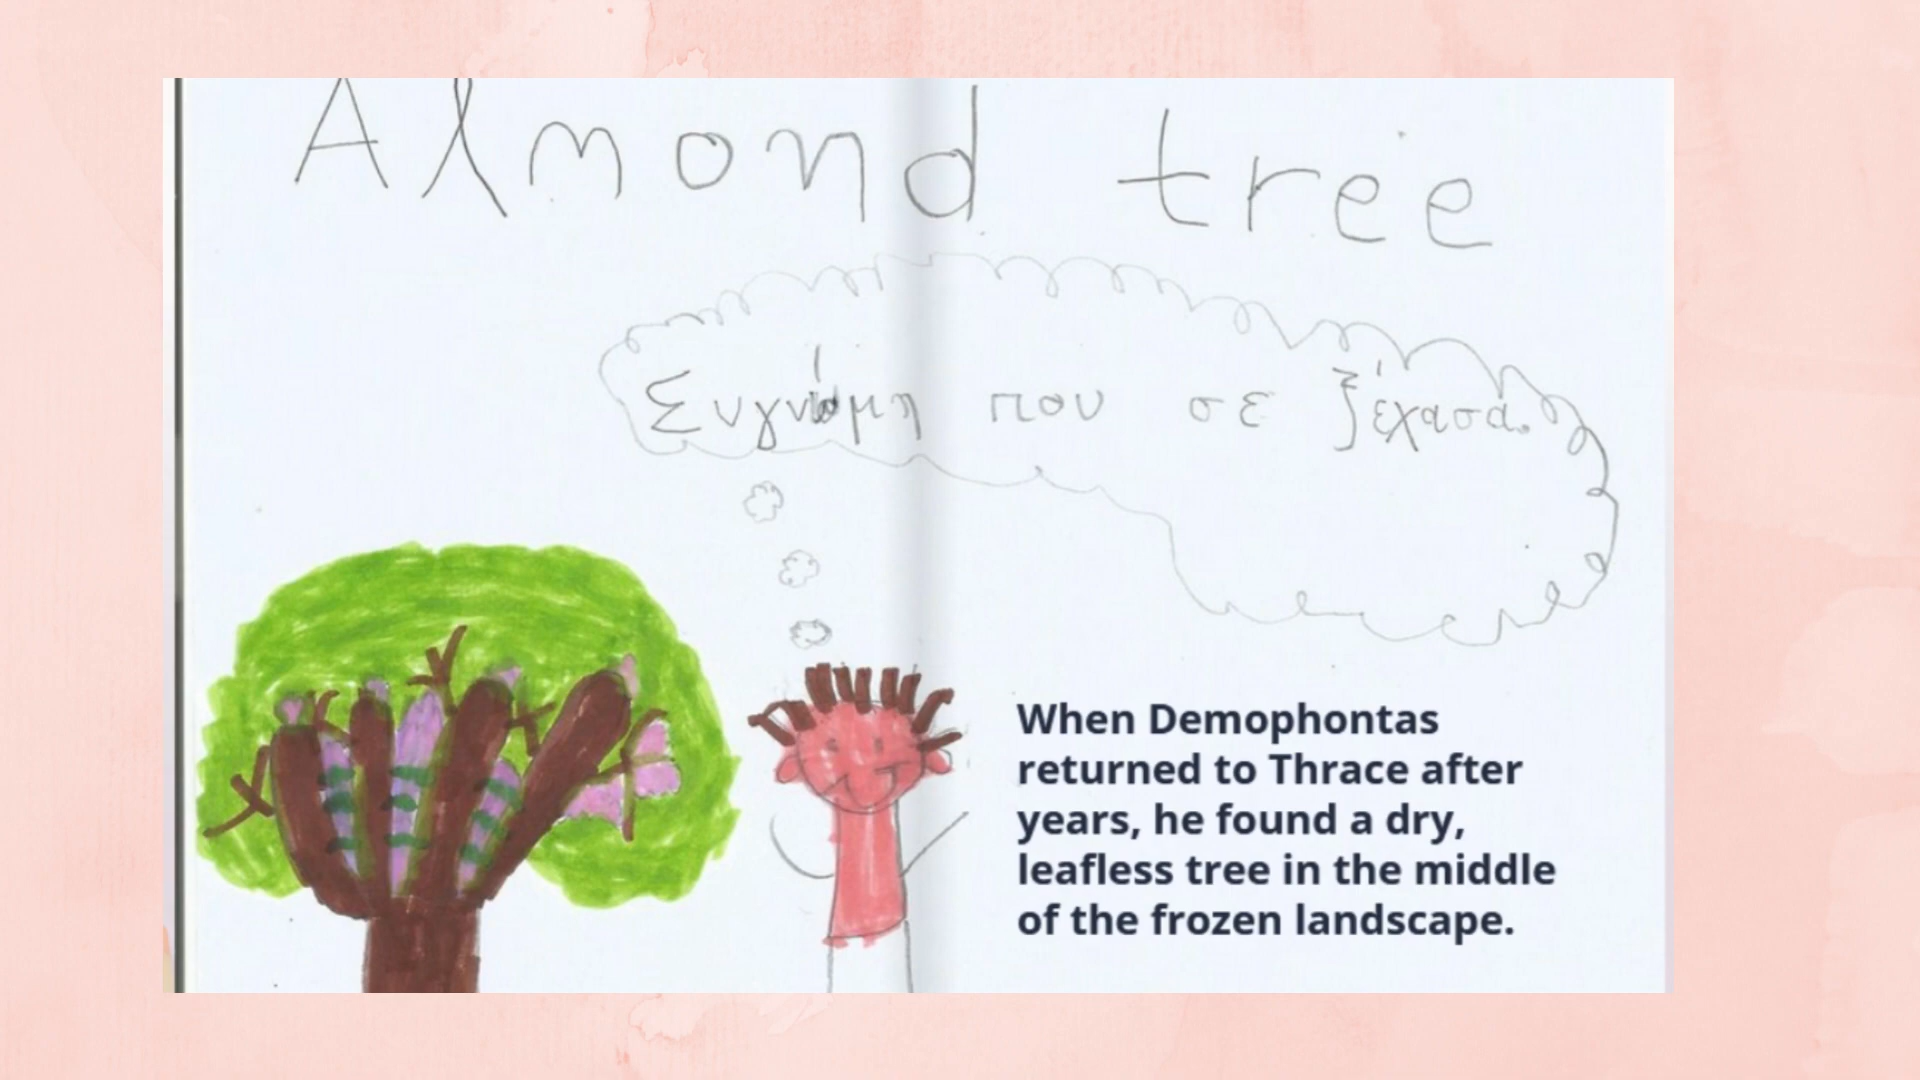 Almond tree
Συγνώμη που σε ξέχασα.
When Demophontas
returned to Thrace after
years, he found a dry,
leafless tree in the middle
of the frozen landscape.